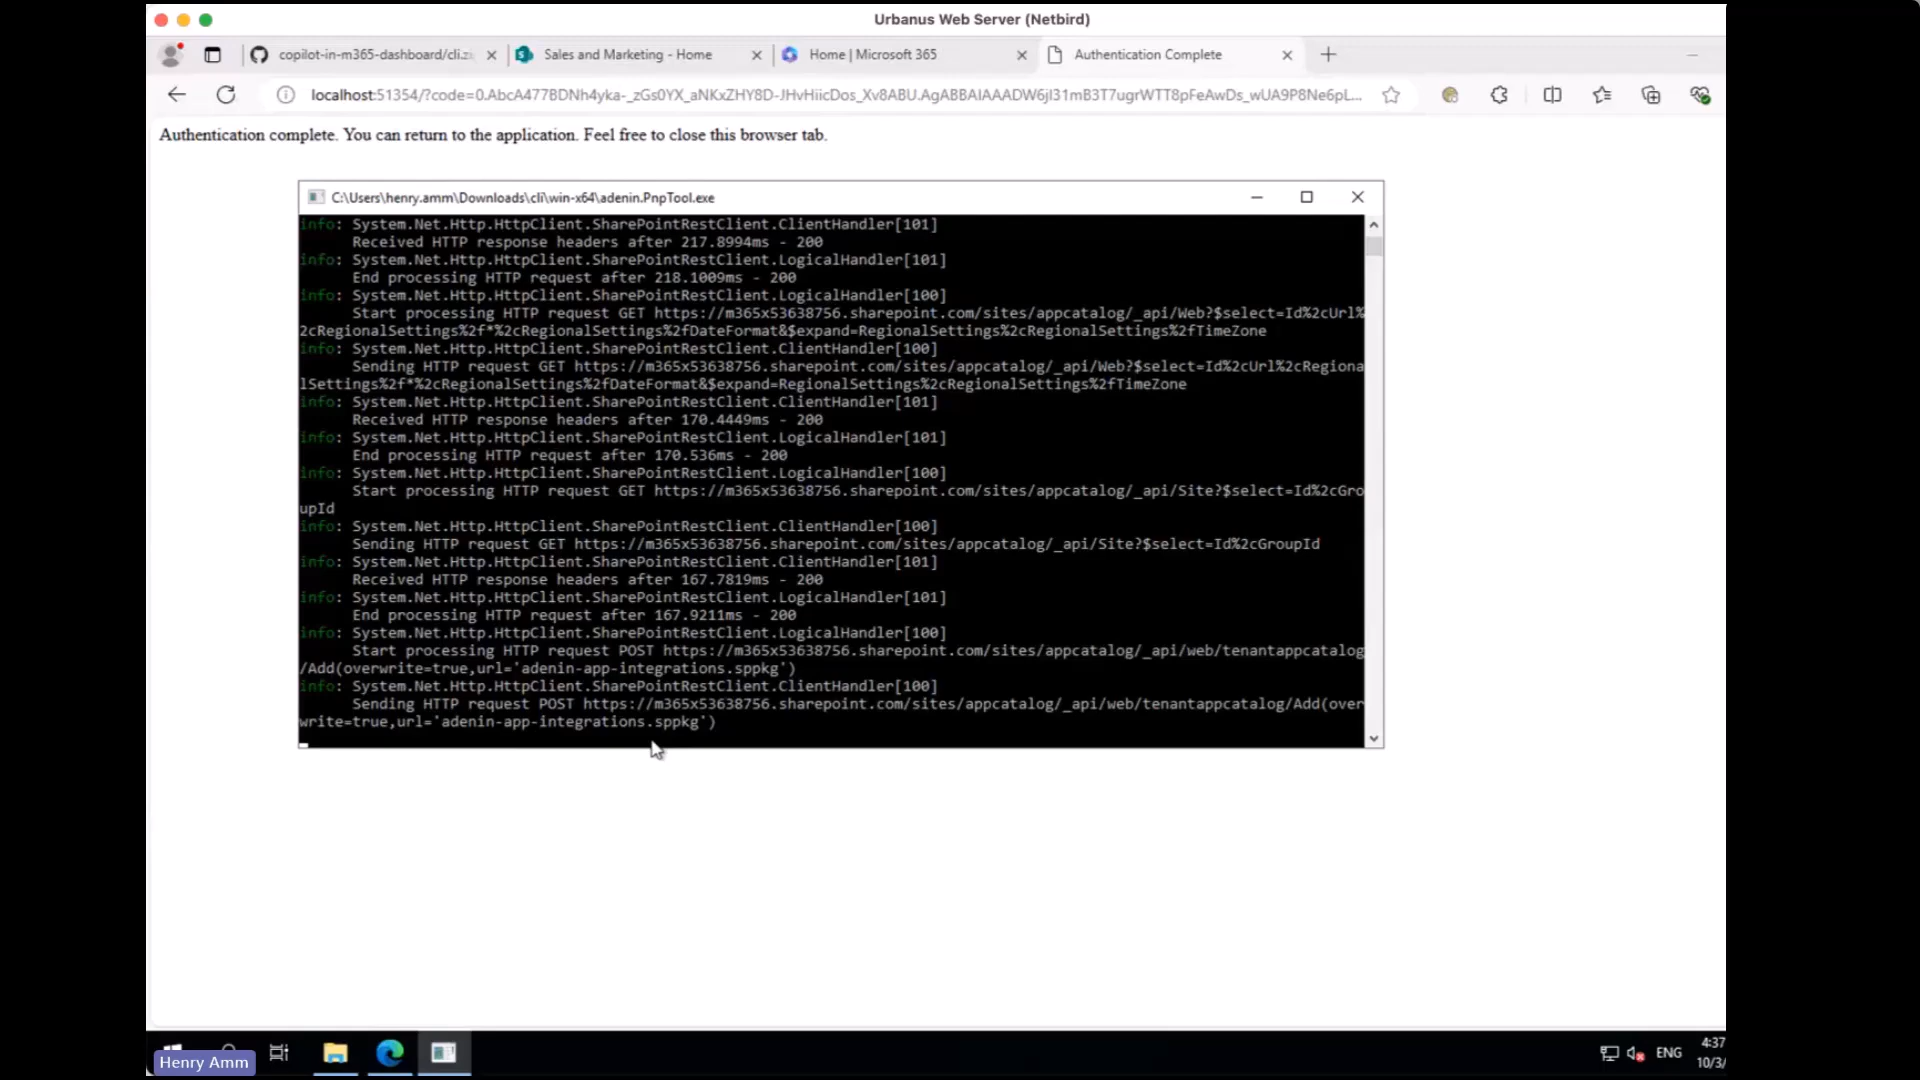 Urbanus Web Server (Netbird)
copilot-in-m365-dashboard/cli.zi
Sales and Marketing - Home
Home | Microsoft 365
Authentication Complete
localhost:51354/?code=0.AbcA477BDNh4yka-_zGs0YX_aNKxZHY8D-JHvHiicDos_Xv8ABU.AgABBAIAAADW6jl31mB3T7ugrWTT8pFeAwDs_wUA9P8Ne6pL...
Authentication complete. You can return to the application. Feel free to close this browser tab.
C:\Users\henry.amm\Downloads\cli\win-x64\adenin.PnpTool.exe
info: System.Net.Http.HttpClient.SharePointRestClient.ClientHandler[101]
Received HTTP response headers after 217.8994ms - 200
info: System.Net.Http.HttpClient.SharePointRestClient.LogicalHandler[101]
End processing HTTP request after 218.1009ms - 200
info: System.Net.Http.HttpClient.SharePointRestClient.LogicalHandler[100]
Start processing HTTP request GET https://m365x53638756.sharepoint.com/sites/appcatalog/_api/Web?$select=Id%2cUrl%
2cRegionalSettings%2f*%2cRegionalSettings%2fDateFormat&$expand=RegionalSettings%2cRegionalSettings%2fTimeZone
info: System.Net.Http.HttpClient.SharePointRestClient.ClientHandler[100]
Sending HTTP request GET https://m365x53638756.sharepoint.com/sites/appcatalog/_api/Web?$select=Id%2cUrl%2cRegiona
lSettings%2f*%2cRegionalSettings%2fDateFormat&$expand=RegionalSettings%2cRegionalSettings%2fTimeZone
info: System.Net.Http.HttpClient.SharePointRestClient.ClientHandler[101]
Received HTTP response headers after 170.4449ms - 200
info: System.Net.Http.HttpClient.SharePointRestClient.LogicalHandler[101]
End processing HTTP request after 170.536ms - 200
info: System.Net.Http.HttpClient.SharePointRestClient.LogicalHandler[100]
Start processing HTTP request GET https://m365x53638756.sharepoint.com/sites/appcatalog/_api/Site?$select=Id%2cGro
upId
info: System.Net.Http.HttpClient.SharePointRestClient.ClientHandler[100]
Sending HTTP request GET https://m365x53638756.sharepoint.com/sites/appcatalog/_api/Site?$select=Id%2cGroupId
info: System.Net.Http.HttpClient.SharePointRestClient.ClientHandler[101]
Received HTTP response headers after 167.7819ms - 200
info: System.Net.Http.HttpClient.SharePointRestClient.LogicalHandler[101]
End processing HTTP request after 167.9211ms - 200
info: System.Net.Http.HttpClient.SharePointRestClient.LogicalHandler[100]
Start processing HTTP request POST https://m365x53638756.sharepoint.com/sites/appcatalog/_api/web/tenantappcatalog
/Add(overwrite=true,url='adenin-app-integrations.sppkg')
info: System.Net.Http.HttpClient.SharePointRestClient.ClientHandler[100]
Sending HTTP request POST https://m365x53638756.sharepoint.com/sites/appcatalog/_api/web/tenantappcatalog/Add(over
write=true,url='adenin-app-integrations.sppkg')
Henry Amm
ENG
4:37
10/3/